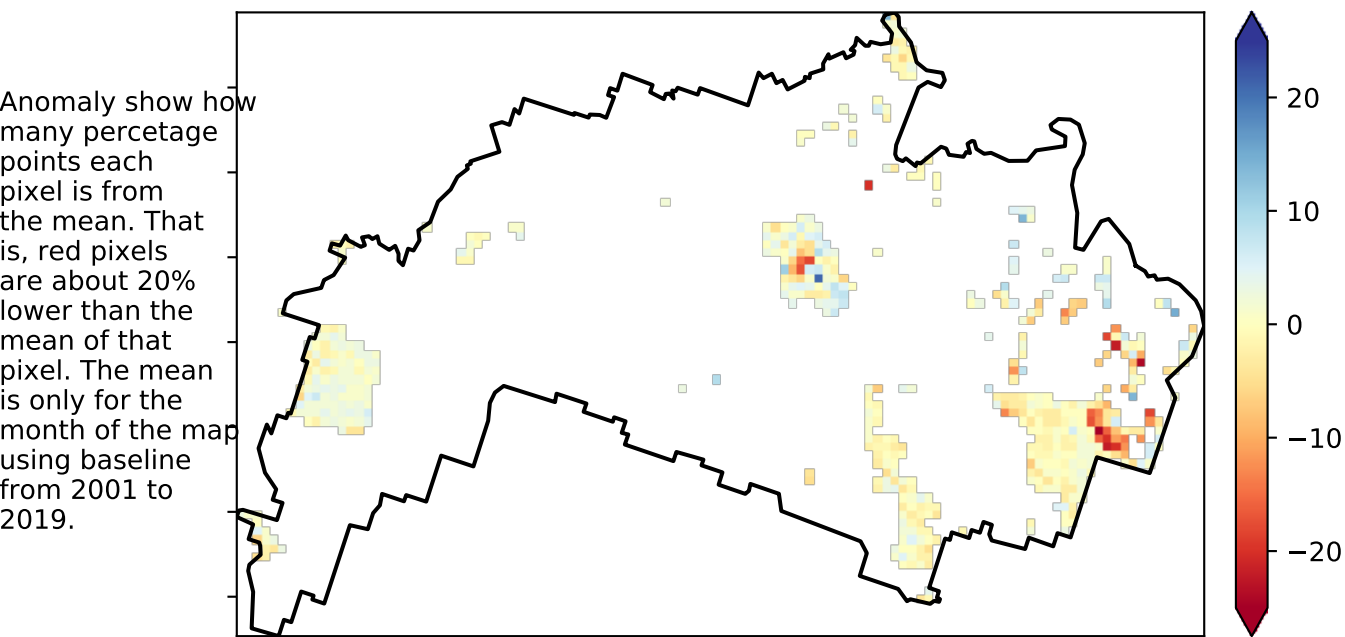 Anomaly show how
many percetage
points each
pixel is from
the mean. That
is, red pixels
are about 20%
lower than the
mean of that
pixel. The mean
is only for the
month of the map
using baseline
from 2001 to
2019.
20
10
0
−10
−20